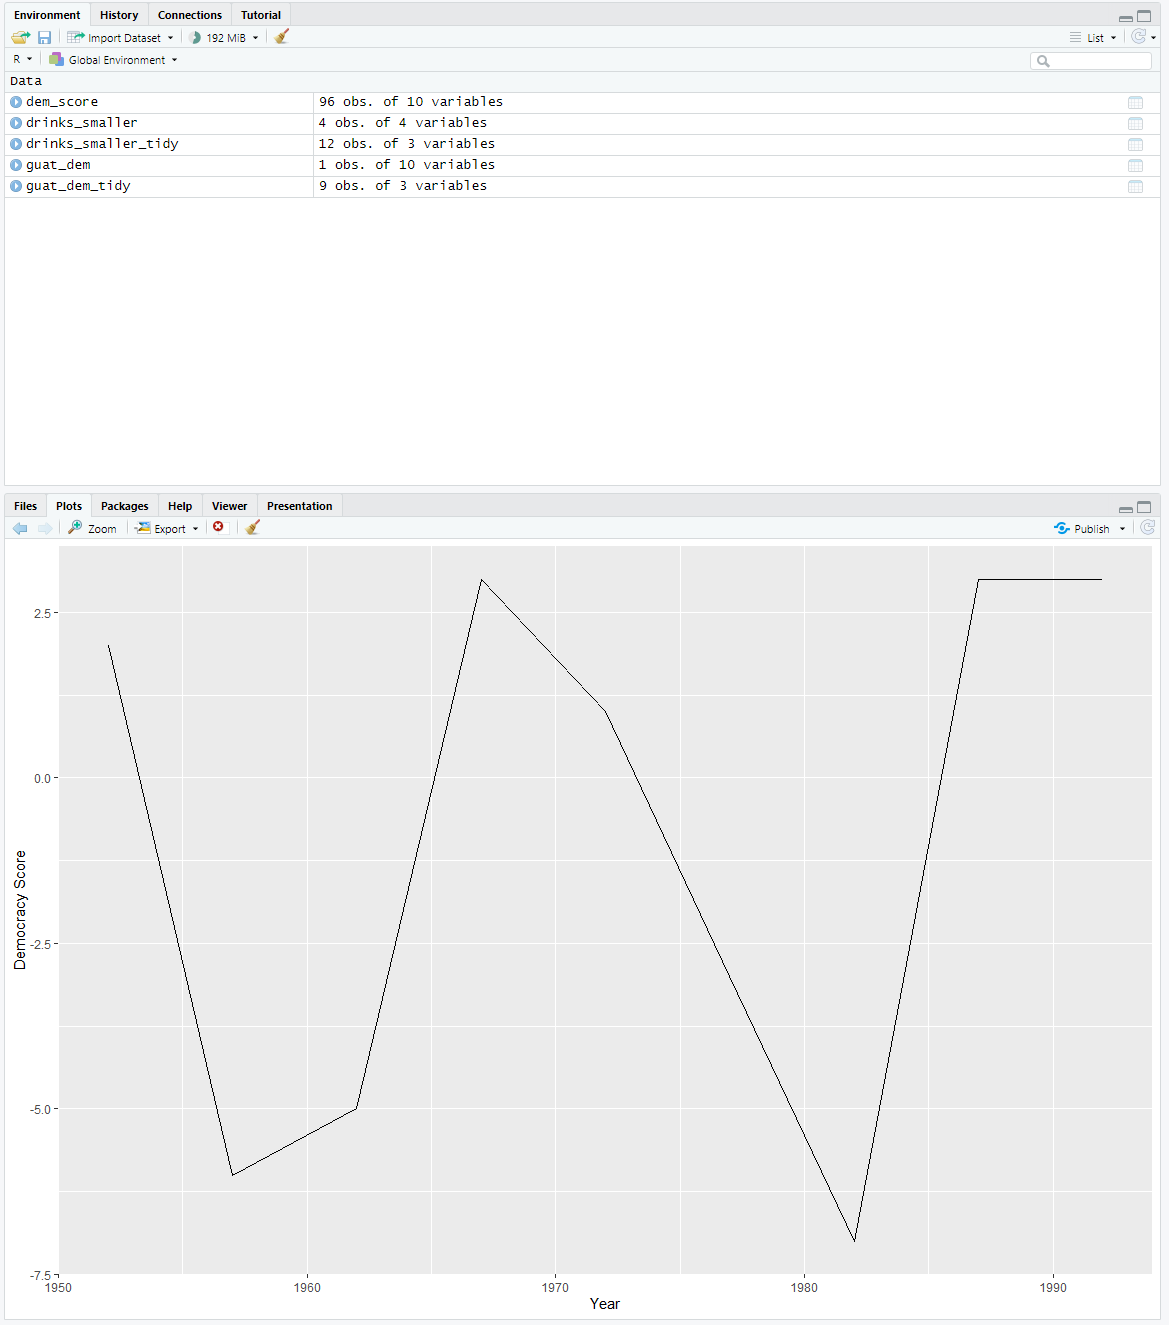 Environment History Connections Tutorial
Import Dataset 192 MiB List
R Global Environment
Data
dem_score 96 obs. of 10 variables
drinks_smaller 4 obs. of 4 variables
drinks_smaller_tidy 12 obs. of 3 variables
guat_dem 1 obs. of 10 variables
guat_dem_tidy 9 obs. of 3 variables
Files Plots Packages Help Viewer Presentation
Zoom Export Publish
2.5
0.0
-2.5
-5.0
-7.5
Democracy Score
1950 1960 1970 1980 1990
Year